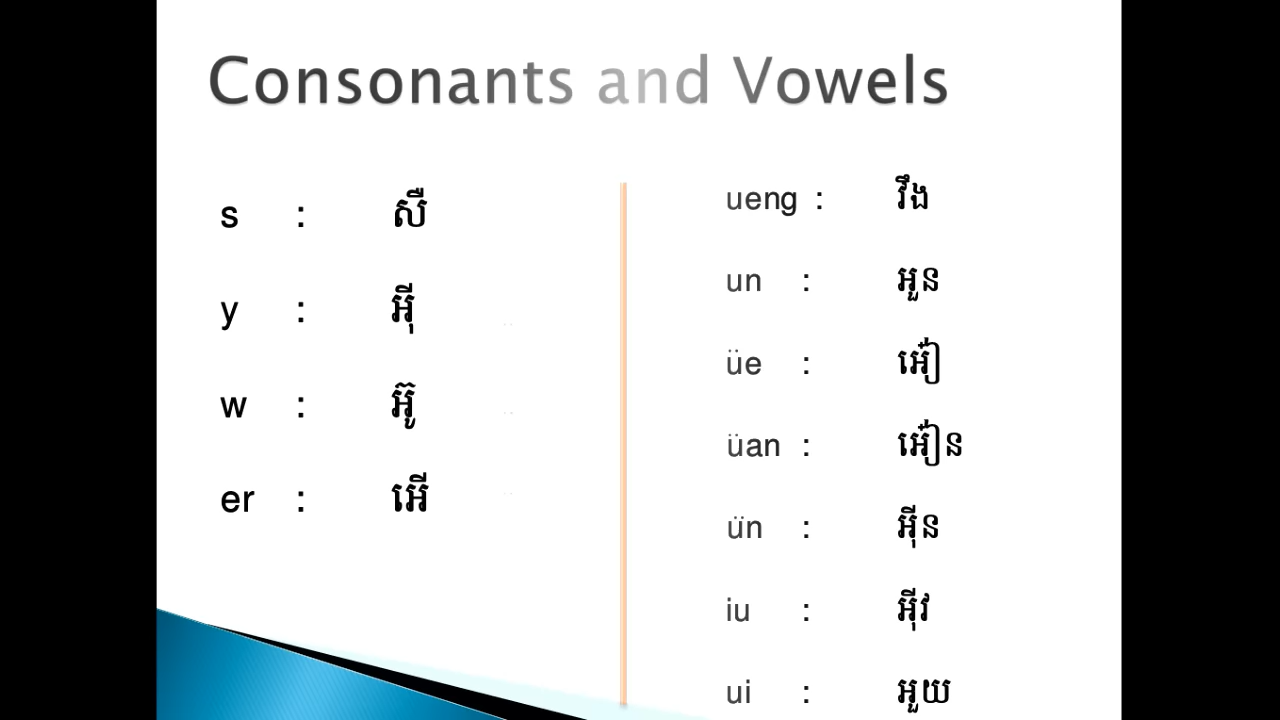 Consonants and Vowels
s : សឺ
y : អ៊ី
w : អ៊ូ
er : អើ
ueng : វឹង
un : អួន
üe : អៀ៎
üan : អៀ៎ន
ün : អ៊ីន
iu : អ៊ីវ
ui : អួយ